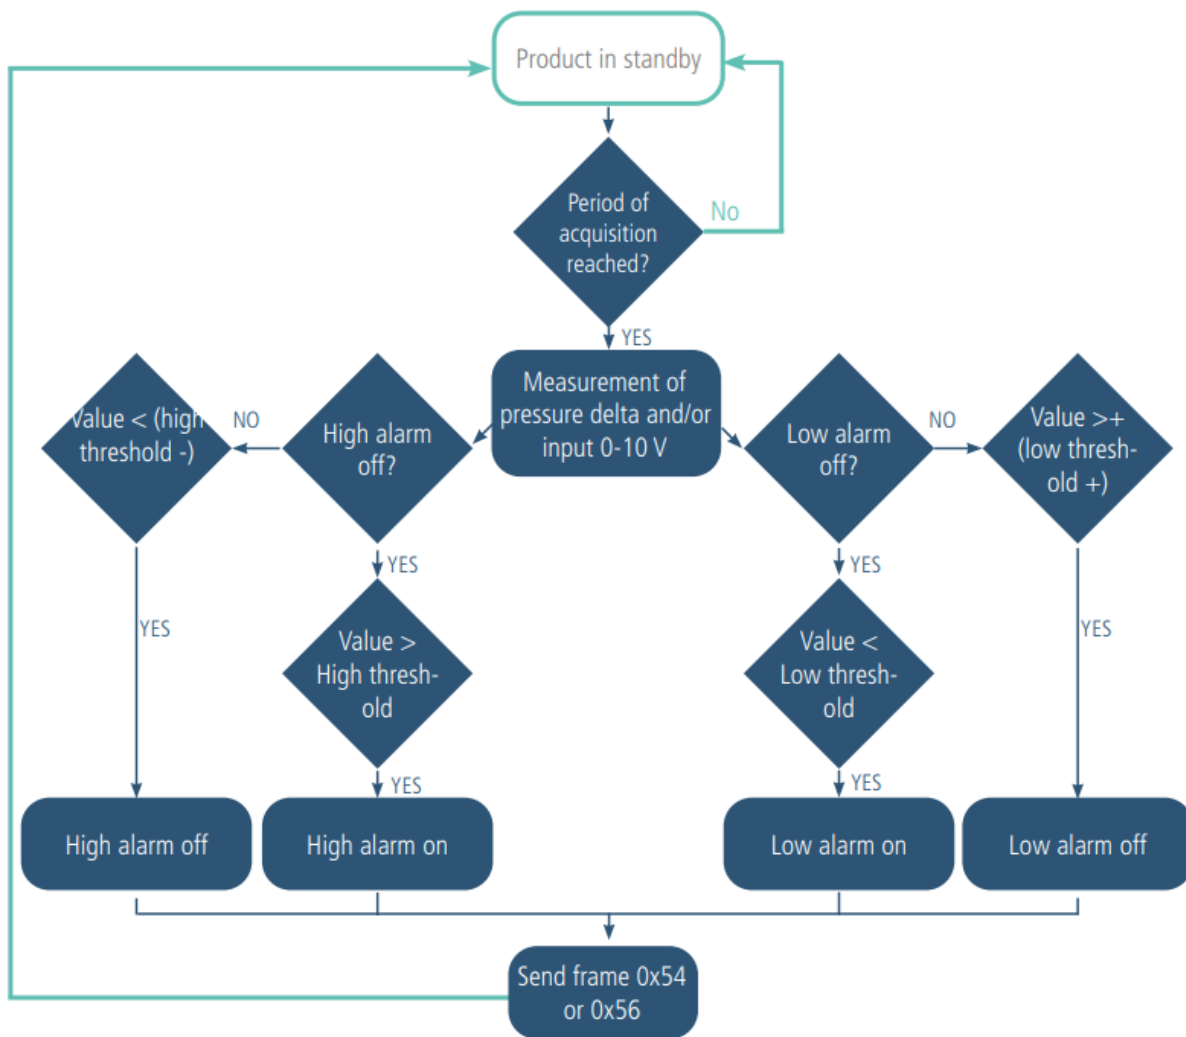 Product in standby
Period of
acquisition
reached?
No
YES
Measurement of
pressure delta and/or
input 0-10 V
Value < (high
threshold -)
NO
High alarm
off?
Low alarm
off?
NO
Value >+
(low thresh-
old +)
YES
YES
YES
Value >
High thresh-
old
Value <
Low thresh-
old
YES
YES
YES
High alarm off
High alarm on
Low alarm on
Low alarm off
Send frame 0x54
or 0x56